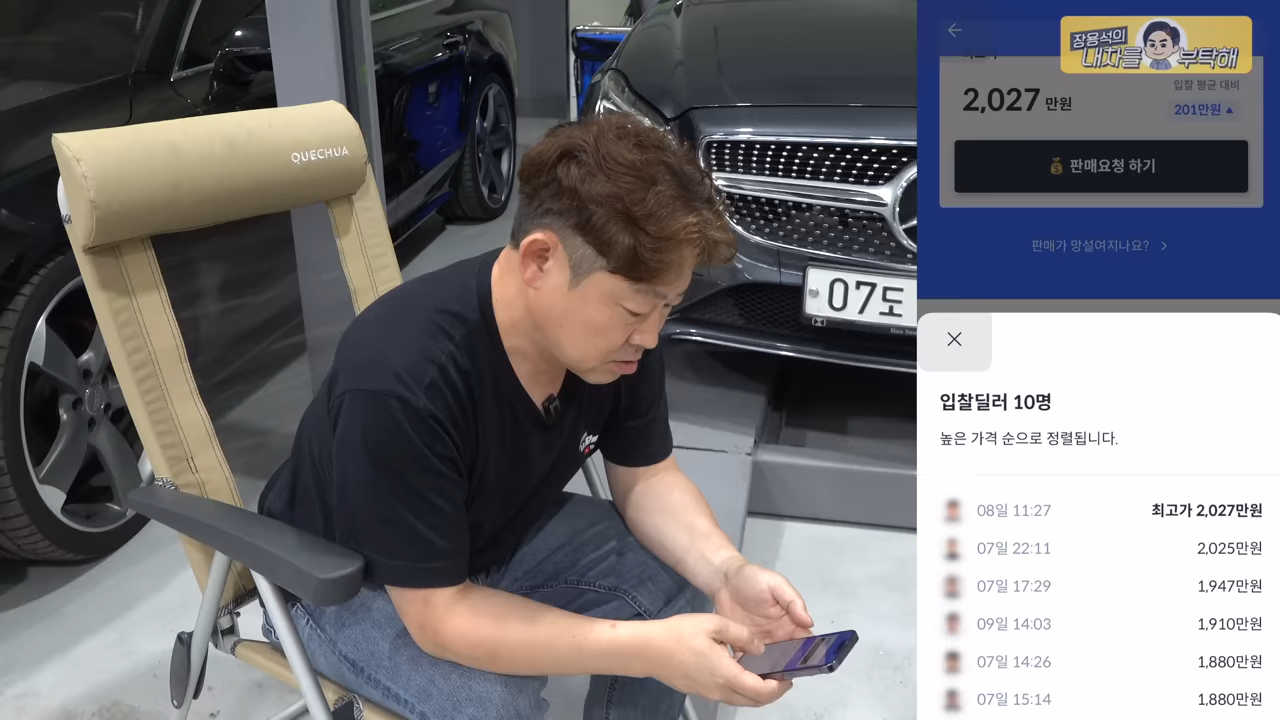 QUECHUA
07도
장용석의
내차를 부탁해
입찰 평균 대비
2,027 만원
201만원 ▲
판매요청 하기
판매가 망설여지나요? >
입찰딜러 10명
높은 가격 순으로 정렬됩니다.
08일 11:27 최고가 2,027만원
07일 22:11 2,025만원
07일 17:29 1,947만원
09일 14:03 1,910만원
07일 14:26 1,880만원
07일 15:14 1,880만원